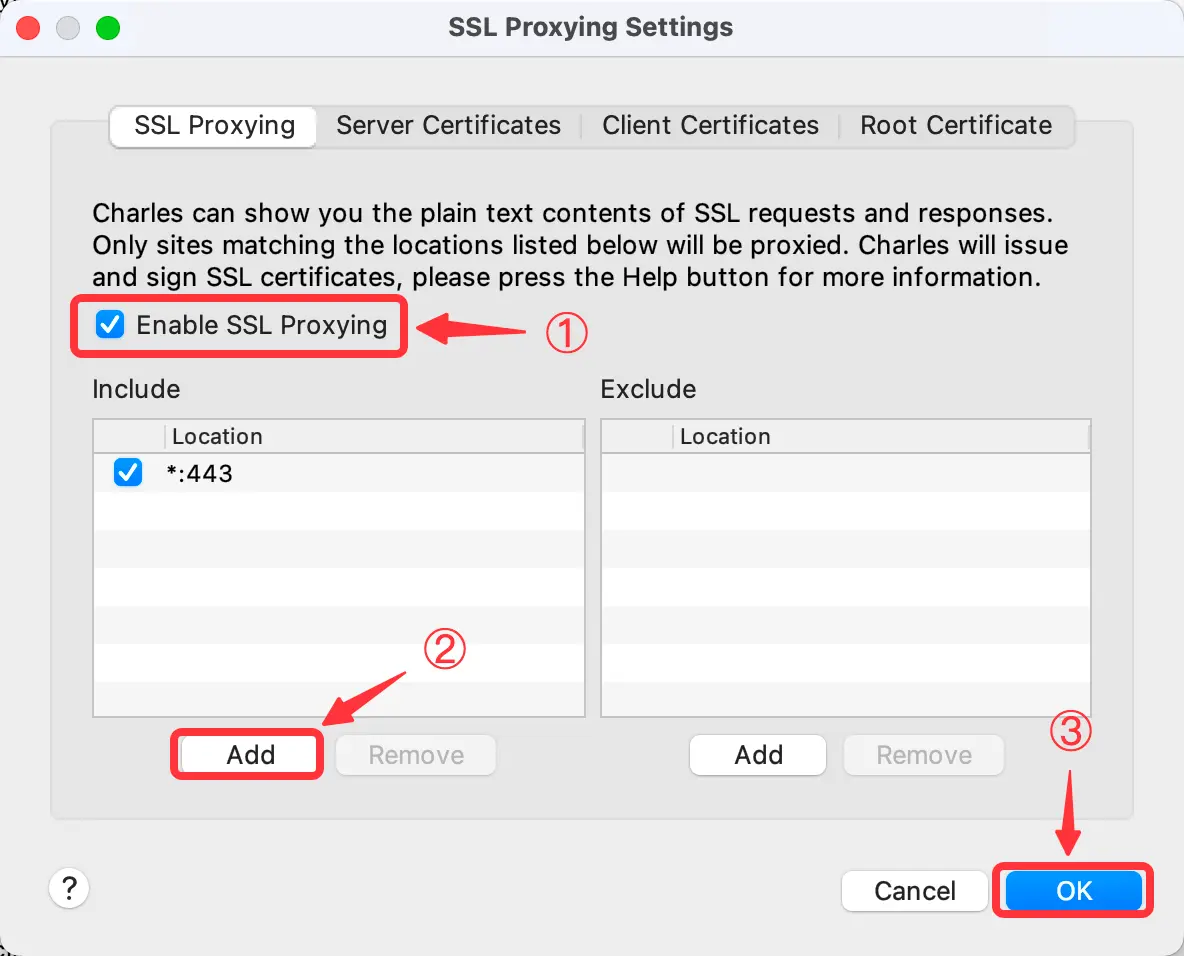 SSL Proxying Settings
SSL Proxying Server Certificates Client Certificates Root Certificate
Charles can show you the plain text contents of SSL requests and responses.
Only sites matching the locations listed below will be proxied. Charles will issue
and sign SSL certificates, please press the Help button for more information.
Enable SSL Proxying ①
Include Exclude
Location Location
*:443
②
Add Remove Add Remove
③
? Cancel OK